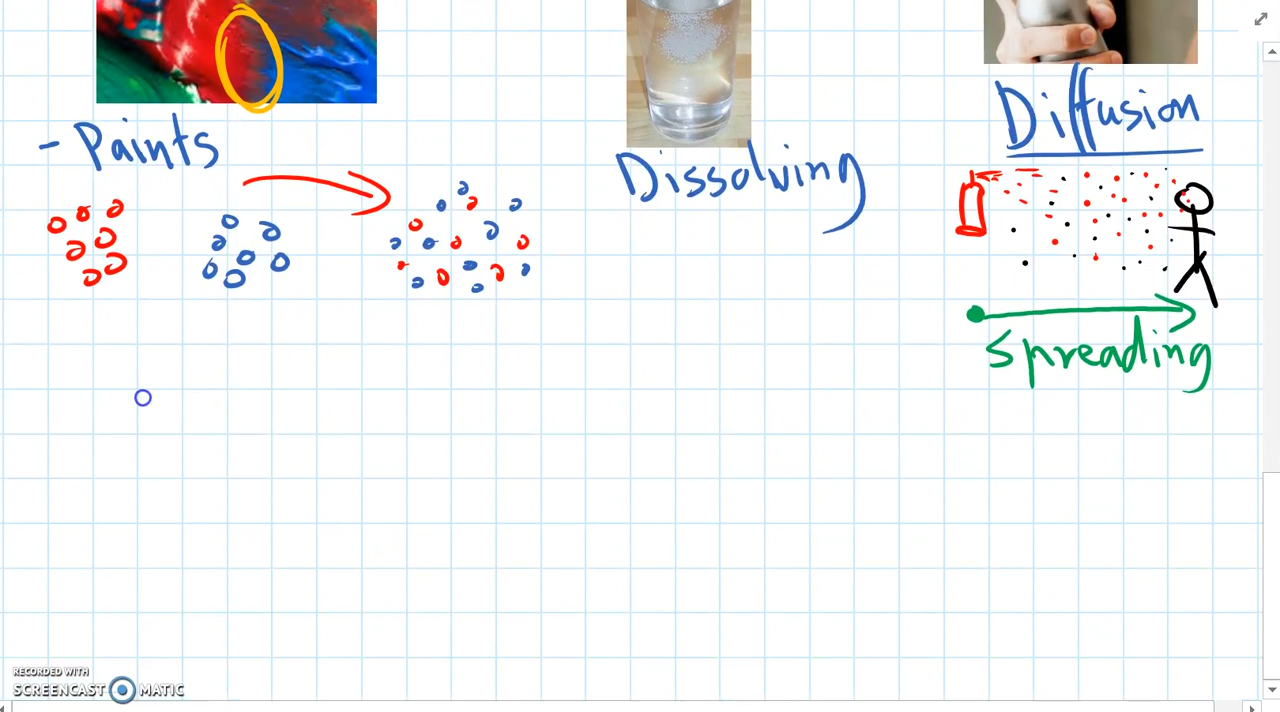 - Paints
Dissolving
Diffusion
Spreading
RECORDED WITH
SCREENCAST MATIC